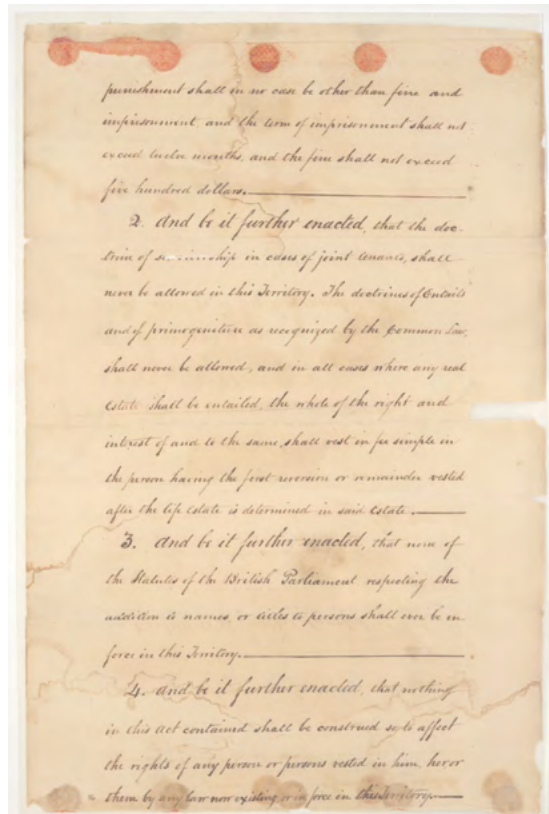 punishment shall in no case be other than fine and
imprisonment, and the term of imprisonment shall not
exceed twelve months, and the fine shall not exceed
five hundred dollars.
2. And be it further enacted, that the doc-
trine of survivorship in cases of joint tenants, shall
never be allowed in this Territory. The doctrines of Entails
and of primogeniture as recognized by the Common Law,
shall never be allowed, and in all cases where any real
Estate shall be entailed, the whole of the right and
interest of and to the same, shall vest in fee simple in
the person having the first reversion or remainder vested
after the life Estate is determined in said Estate.
3. And be it further enacted, that none of
the Statutes of the British Parliament respecting the
addition to names, or titles to persons shall ever be in
force in this Territory.
4. And be it further enacted, that nothing
in this act contained shall be construed so to affect
the rights of any person or persons vested in him, her, or
them by any law now existing or in force in this Territory.